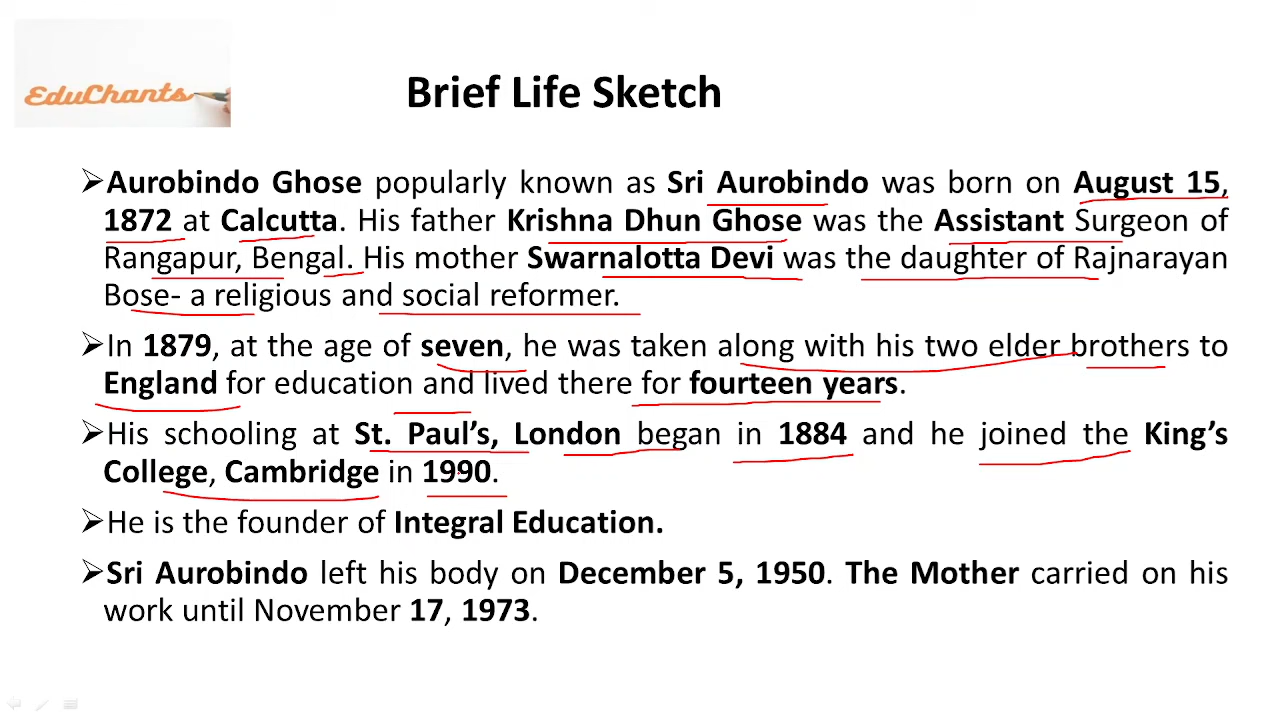 EduChants
Brief Life Sketch
➢Aurobindo Ghose popularly known as Sri Aurobindo was born on August 15,
1872 at Calcutta. His father Krishna Dhun Ghose was the Assistant Surgeon of
Rangapur, Bengal. His mother Swarnalotta Devi was the daughter of Rajnarayan
Bose- a religious and social reformer.
➢In 1879, at the age of seven, he was taken along with his two elder brothers to
England for education and lived there for fourteen years.
➢His schooling at St. Paul’s, London began in 1884 and he joined the King’s
College, Cambridge in 1990.
➢He is the founder of Integral Education.
➢Sri Aurobindo left his body on December 5, 1950. The Mother carried on his
work until November 17, 1973.